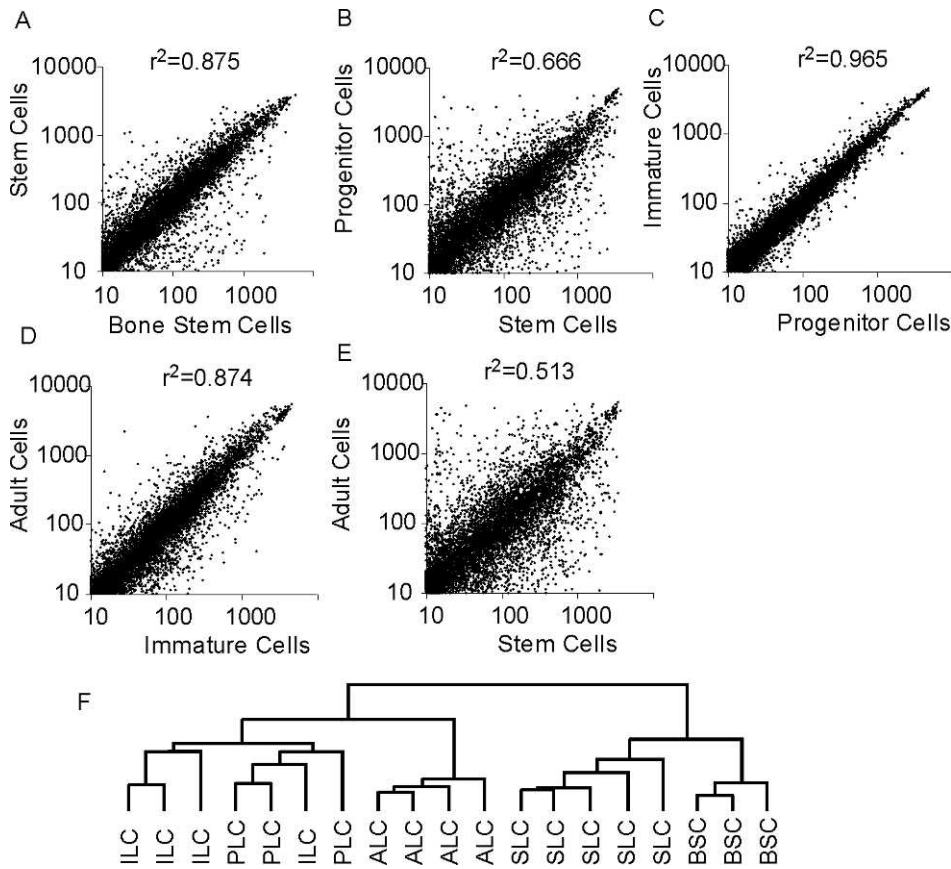 A
r²=0.875
Stem Cells
10000
1000
100
10
10 100 1000
Bone Stem Cells
B
r²=0.666
Progenitor Cells
10000
1000
100
10
10 100 1000
Stem Cells
C
r²=0.965
Immature Cells
10000
1000
100
10
10 100 1000
Progenitor Cells
D
r²=0.874
Adult Cells
10000
1000
100
10
10 100 1000
Immature Cells
E
r²=0.513
Adult Cells
10000
1000
100
10
10 100 1000
Stem Cells
F
ILC ILC ILC PLC PLC ILC PLC ALC ALC ALC ALC SLC SLC SLC SLC SLC BSC BSC BSC